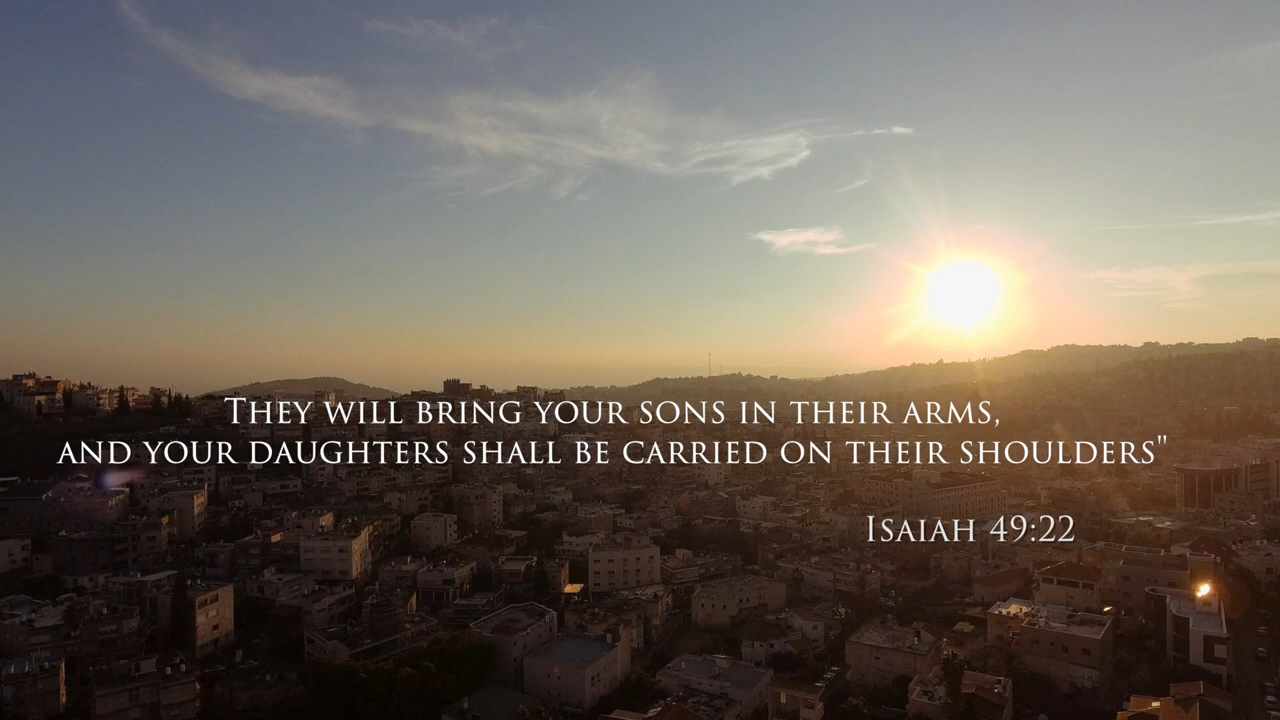 They will bring your sons in their arms,
and your daughters shall be carried on their shoulders"
Isaiah 49:22